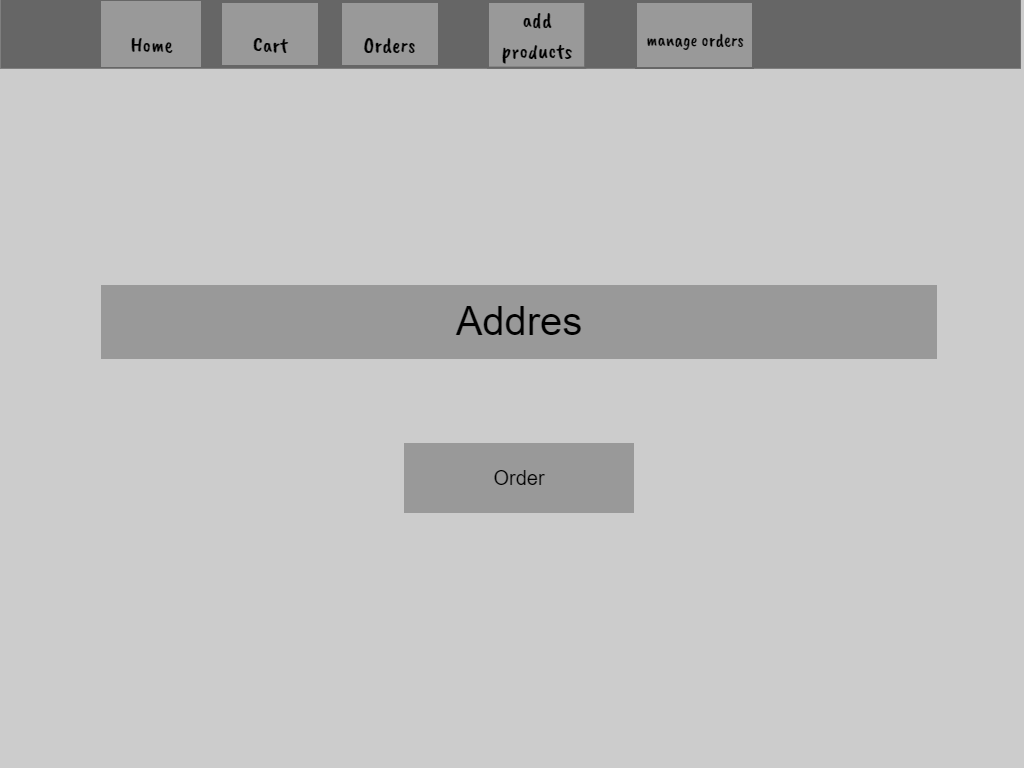 Home
Cart
Orders
add
products
manage orders
Addres
Order